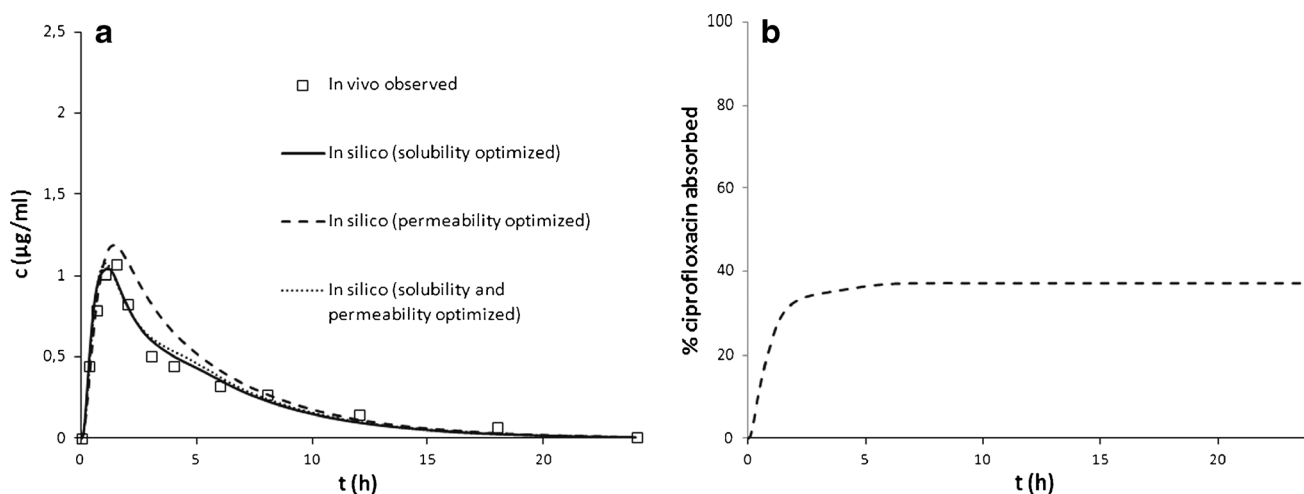 a
2,5
2
1,5
1
0,5
0
c (µg/ml)
In vivo observed
In silico (solubility optimized)
In silico (permeability optimized)
In silico (solubility and
permeability optimized)
0
5
10
15
20
t (h)
b
100
80
60
40
20
0
% ciprofloxacin absorbed
0
5
10
15
20
t (h)